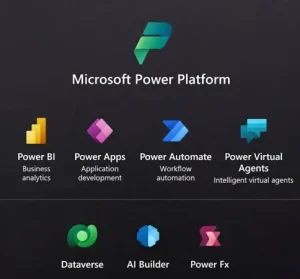 Microsoft Power Platform
Power BI
Business
analytics
Power Apps
Application
development
Power Automate
Workflow
automation
Power Virtual
Agents
Intelligent virtual agents
Dataverse
AI Builder
Power Fx